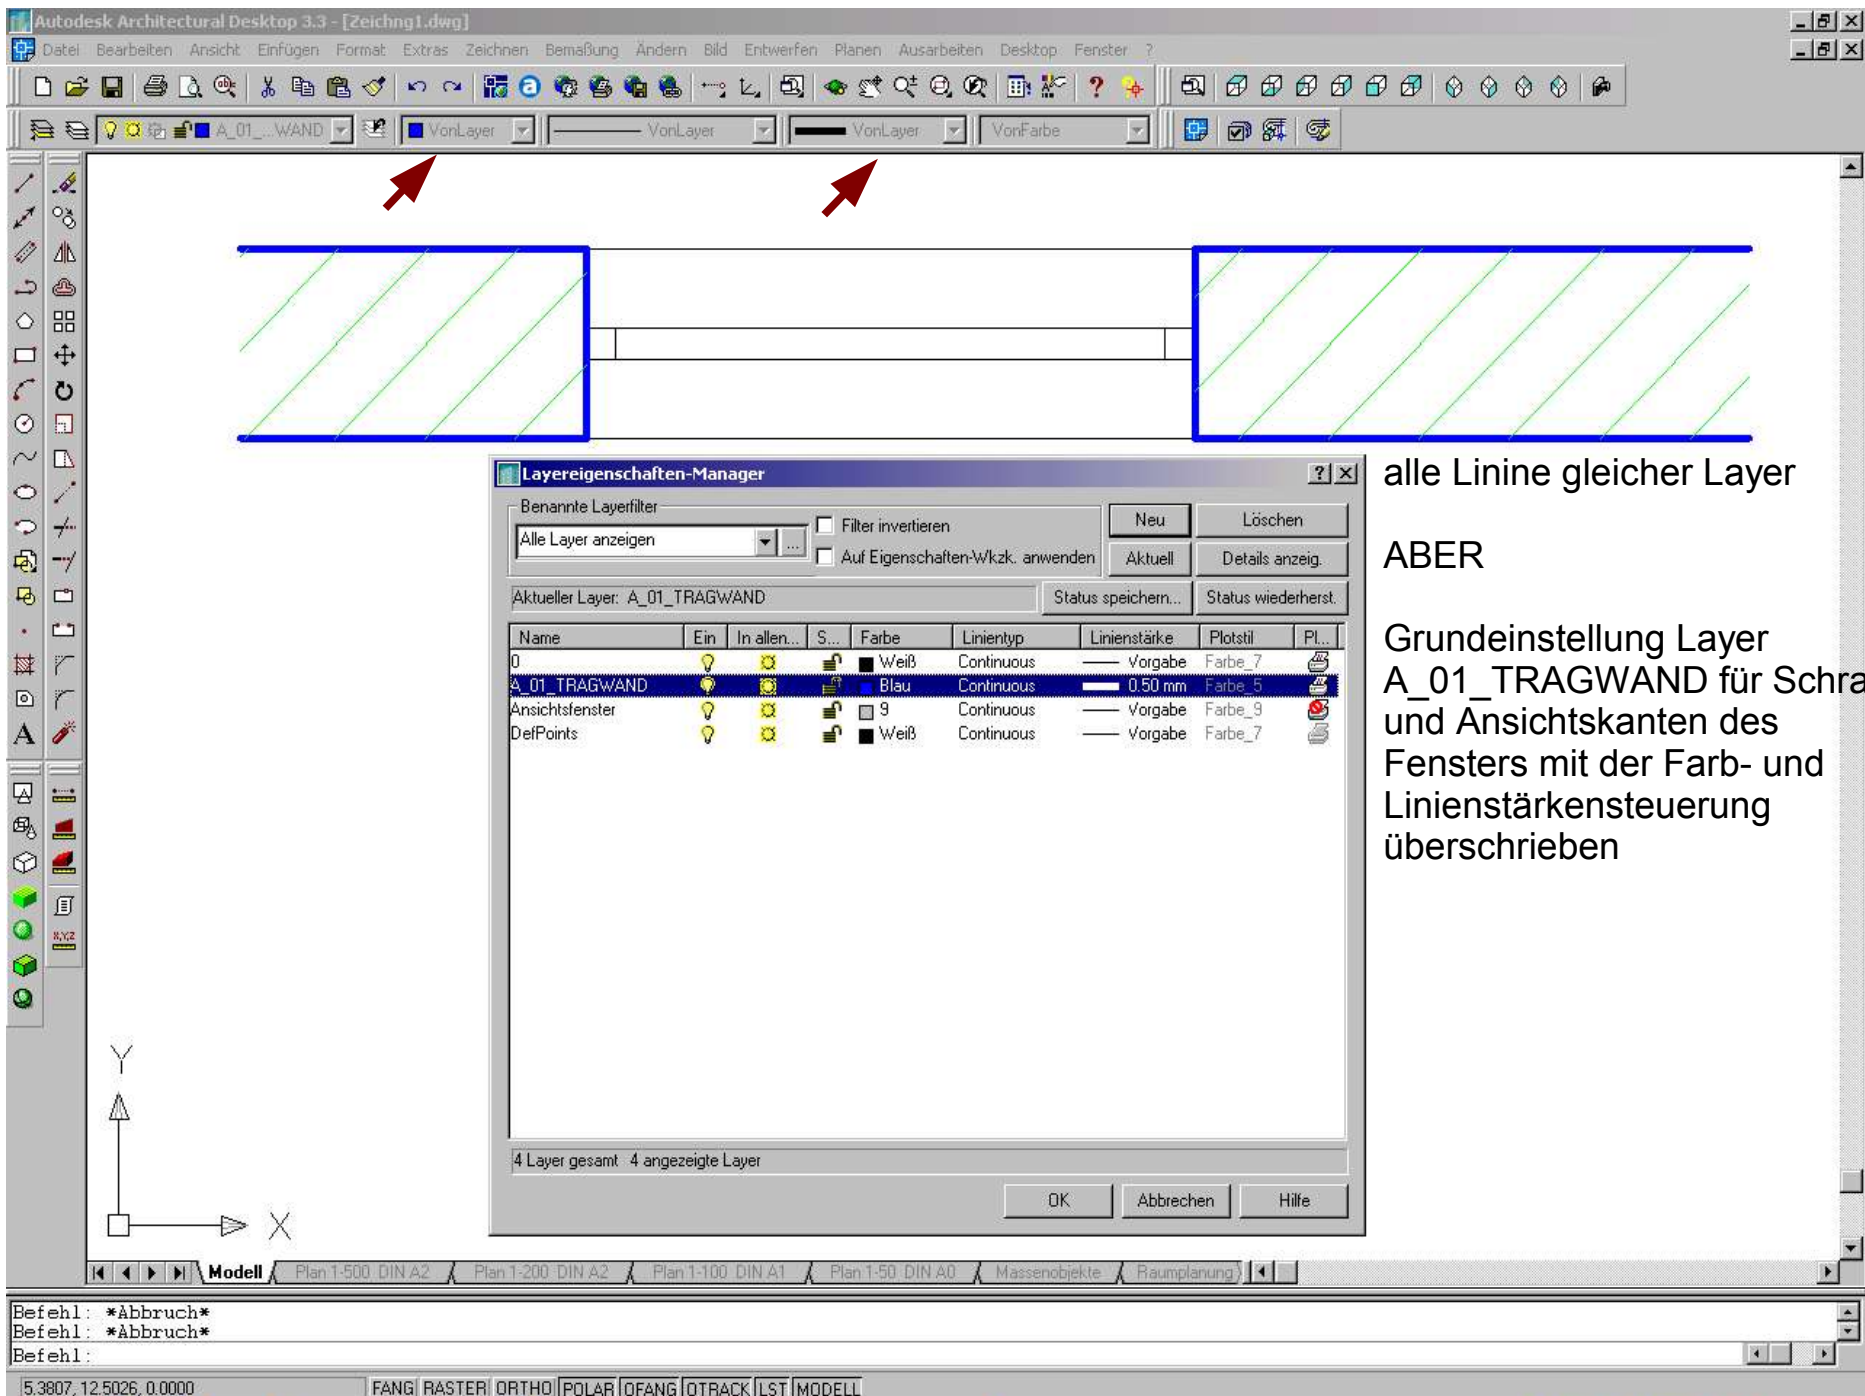 Autodesk Architectural Desktop 3.3 - [Zeichng1.dwg]
Datei Bearbeiten Ansicht Einfügen Format Extras Zeichnen Bemaßung Ändern Bild Entwerfen Planen Ausarbeiten Desktop Fenster ?
A_01_...WAND VonLayer VonLayer VonLayer VonFarbe
alle Linine gleicher Layer
ABER
Grundeinstellung Layer
A_01_TRAGWAND für Schra
und Ansichtskanten des
Fensters mit der Farb- und
Linienstärkensteuerung
überschrieben
Layereigenschaften-Manager
Benannte Layerfilter
Alle Layer anzeigen
...
Filter invertieren
Auf Eigenschaften-Wkzk. anwenden
Neu Löschen
Aktuell Details anzeig.
Aktueller Layer: A_01_TRAGWAND
Status speichern... Status wiederherst.
Name Ein In allen... S... Farbe Linientyp Linienstärke Plotstil Pl...
0 Weiß Continuous Vorgabe Farbe_7
A_01_TRAGWAND Blau Continuous 0.50 mm Farbe_5
Ansichtsfenster 9 Continuous Vorgabe Farbe_9
DefPoints Weiß Continuous Vorgabe Farbe_7
4 Layer gesamt 4 angezeigte Layer
OK Abbrechen Hilfe
A
X,Y,Z
Y
X
Modell Plan 1-500 DIN A2 Plan 1-200 DIN A2 Plan 1-100 DIN A1 Plan 1-50 DIN A0 Massenobjekte Raumplanung
Befehl: *Abbruch*
Befehl: *Abbruch*
Befehl:
5.3807, 12.5026, 0.0000 FANG RASTER ORTHO POLAR OFANG OTRACK LST MODELL